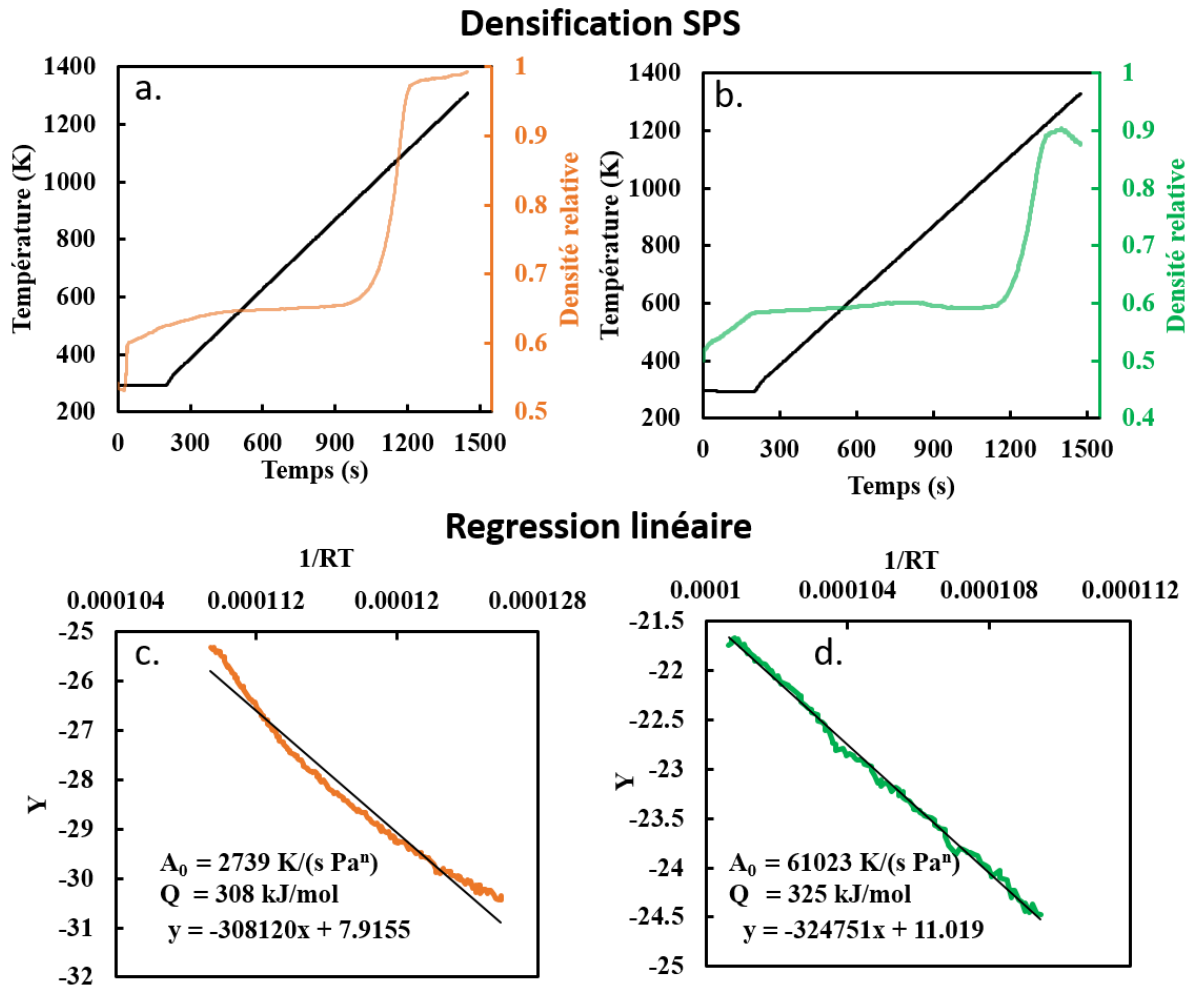 Densification SPS
a.
1400
1200
1000
800
600
400
200
Température (K)
0 300 600 900 1200 1500
Temps (s)
1
0.9
0.8
0.7
0.6
0.5
Densité relative
b.
1400
1200
1000
800
600
400
200
Température (K)
0 300 600 900 1200 1500
Temps (s)
1
0.9
0.8
0.7
0.6
0.5
0.4
Densité relative
Regression linéaire
1/RT
0.000104 0.000112 0.00012 0.000128
c.
-25
-26
-27
-28
-29
-30
-31
-32
Y
A₀ = 2739 K/(s Paⁿ)
Q = 308 kJ/mol
y = -308120x + 7.9155
1/RT
0.0001 0.000104 0.000108 0.000112
d.
-21.5
-22
-22.5
-23
-23.5
-24
-24.5
-25
Y
A₀ = 61023 K/(s Paⁿ)
Q = 325 kJ/mol
y = -324751x + 11.019